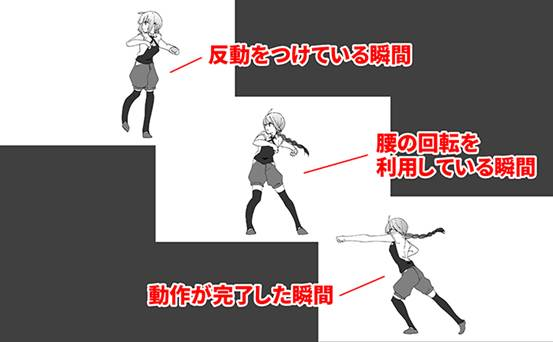 反動をつけている瞬間
腰の回転を
利用している瞬間
動作が完了した瞬間